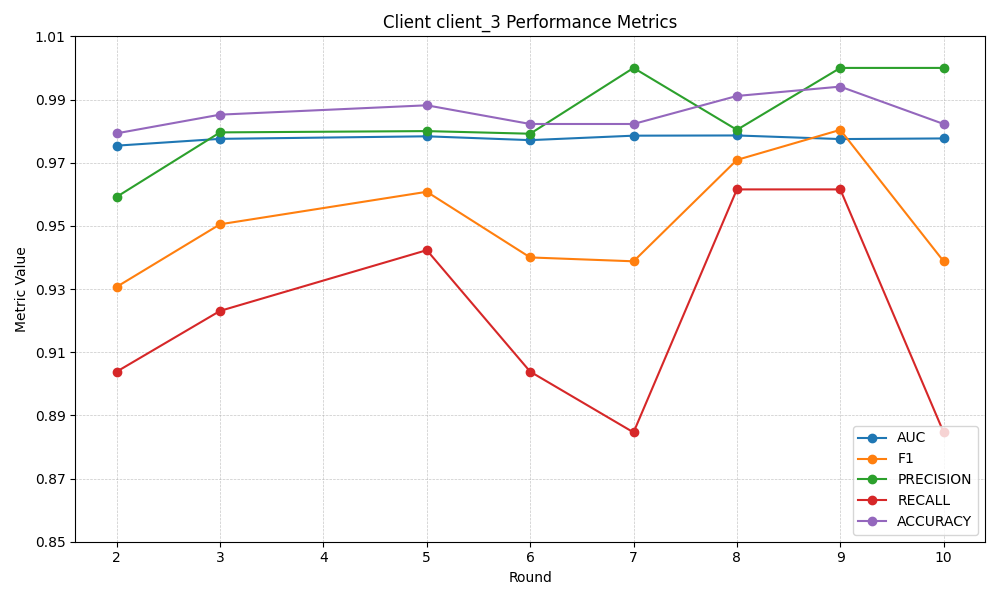 Client client_3 Performance Metrics
Metric Value
1.01
0.99
0.97
0.95
0.93
0.91
0.89
0.87
0.85
AUC
F1
PRECISION
RECALL
ACCURACY
2 3 4 5 6 7 8 9 10
Round